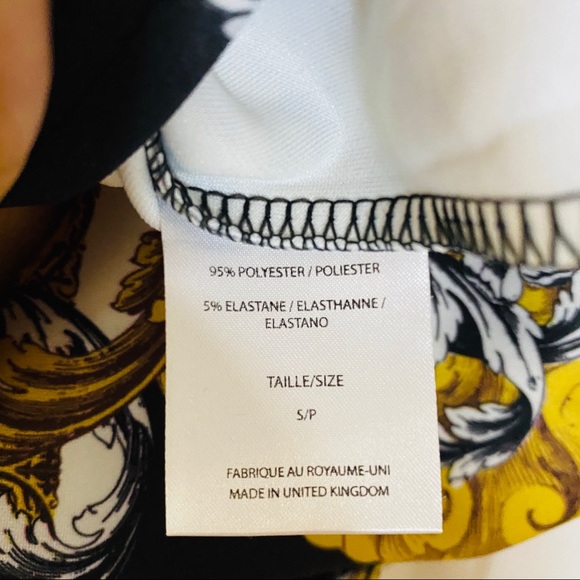 95% POLYESTER / POLIESTER
5% ELASTANE / ELASTHANNE /
ELASTANO
TAILLE/SIZE
S/P
FABRIQUE AU ROYAUME-UNI
MADE IN UNITED KINGDOM